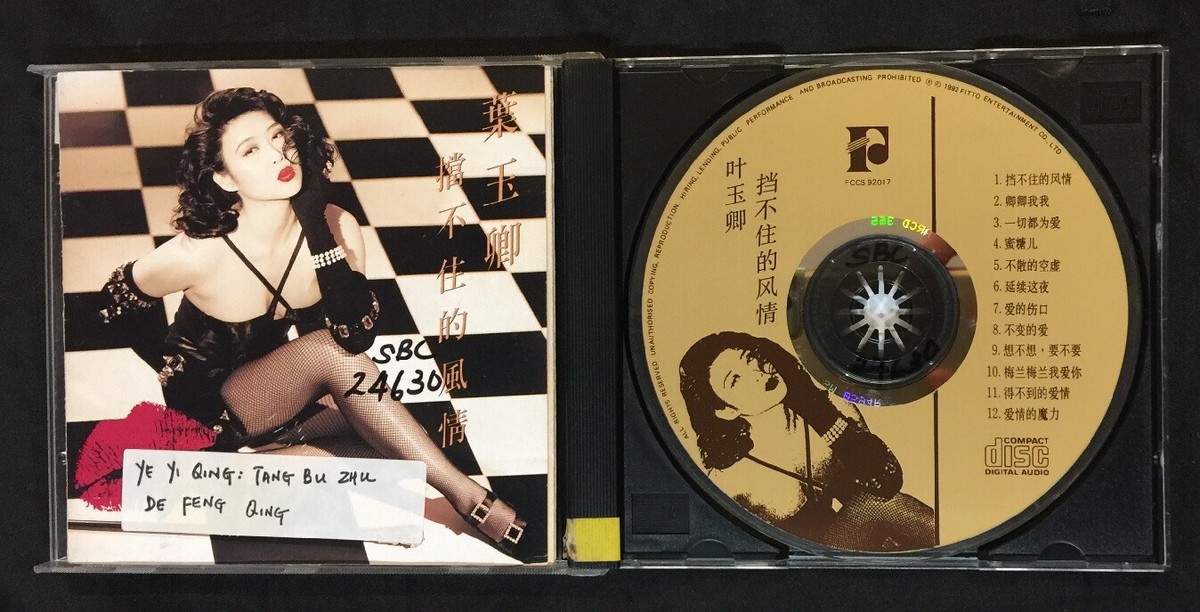 葉玉卿
擋不住的風情
SBC
24630
YE YI QING: TANG BU ZHU
DE FENG QING
ALL RIGHTS RESERVED UNAUTHORISED COPYING, REPRODUCTION, HIRING, LENDING, PUBLIC PERFORMANCE AND BROADCASTING PROHIBITED Ⓟ © 1992 FITTO ENTERTAINMENT CO., LTD
FCCS 92017
叶玉卿
挡不住的风情
1. 挡不住的风情
2. 卿卿我我
3. 一切都为爱
4. 蜜糖儿
5. 不散的空虚
6. 延续这夜
7. 爱的伤口
8. 不变的爱
9. 想不想，要不要
10. 梅兰梅兰我爱你
11. 得不到的爱情
12. 爱情的魔力
SBC
24630
COMPACT
disc
DIGITAL AUDIO